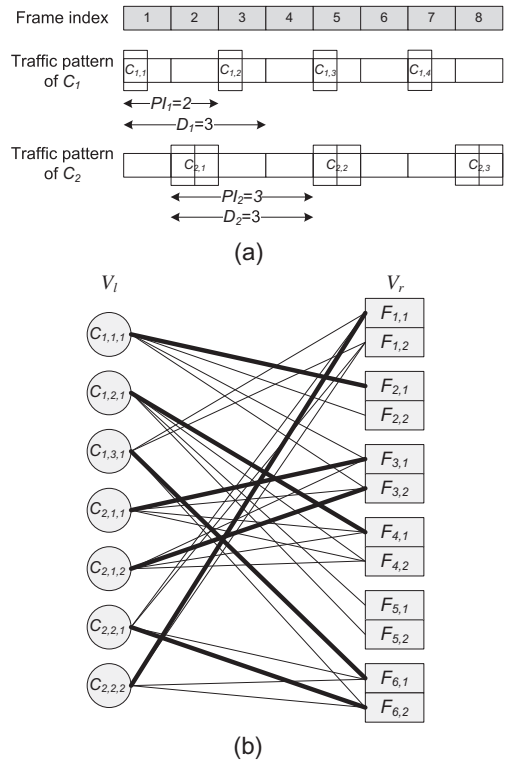 Frame index 1 2 3 4 5 6 7 8
Traffic pattern of C1
C1,1 C1,2 C1,3 C1,4
PI1=2
D1=3
Traffic pattern of C2
C2,1 C2,2 C2,3
PI2=3
D2=3
(a)
Vl Vr
C1,1,1
C1,2,1
C1,3,1
C2,1,1
C2,1,2
C2,2,1
C2,2,2
F1,1
F1,2
F2,1
F2,2
F3,1
F3,2
F4,1
F4,2
F5,1
F5,2
F6,1
F6,2
(b)